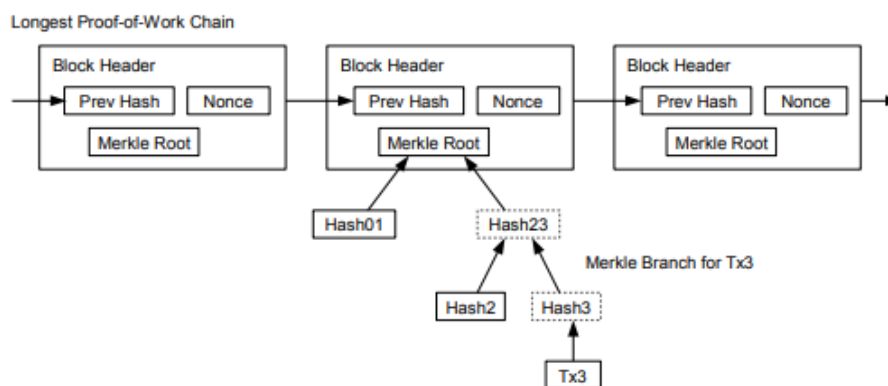 Longest Proof-of-Work Chain
Block Header
Prev Hash
Nonce
Merkle Root
Block Header
Prev Hash
Nonce
Merkle Root
Block Header
Prev Hash
Nonce
Merkle Root
Hash01
Hash23
Merkle Branch for Tx3
Hash2
Hash3
Tx3